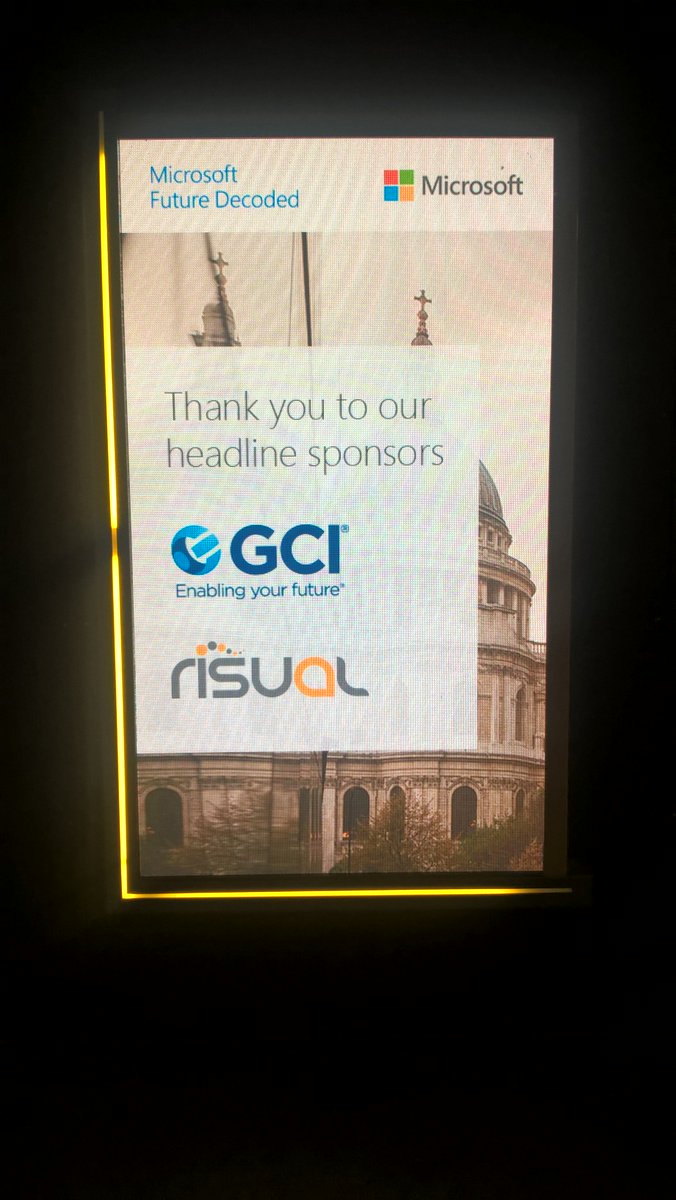 Microsoft
Future Decoded
Microsoft
Thank you to our
headline sponsors
GCI®
Enabling your future®
risual